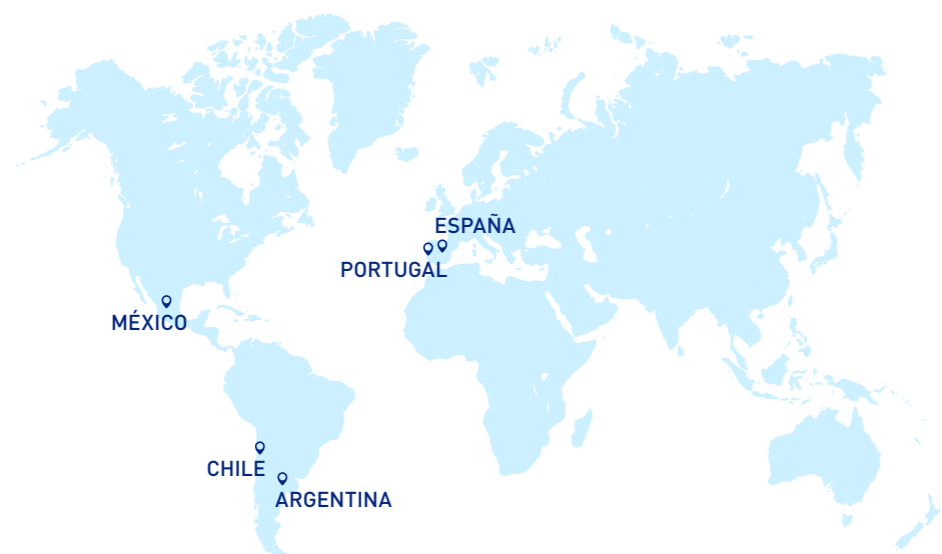 ESPAÑA
PORTUGAL
MÉXICO
CHILE
ARGENTINA